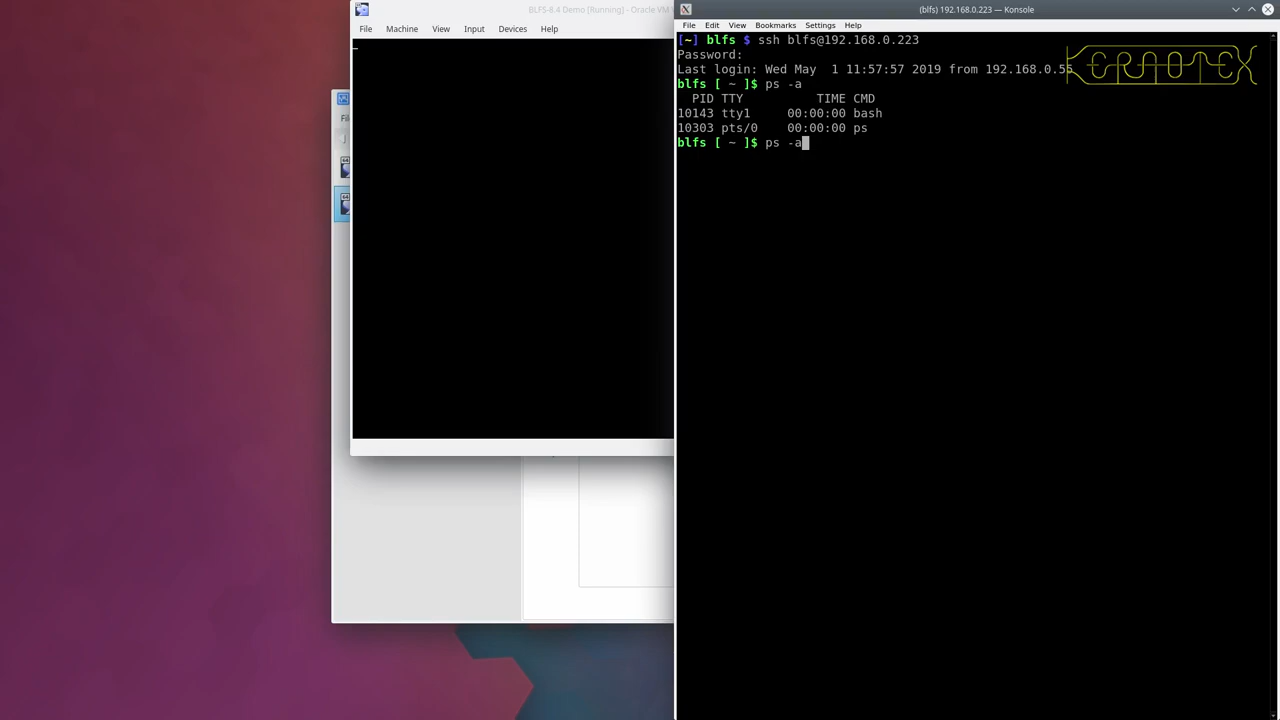 BLFS-8.4 Demo [Running] - Oracle VM
File Machine View Input Devices Help
(blfs) 192.168.0.223 — Konsole
File Edit View Bookmarks Settings Help
[~] blfs $ ssh blfs@192.168.0.223
Password:
Last login: Wed May  1 11:57:57 2019 from 192.168.0.55
blfs [ ~ ]$ ps -a
  PID TTY          TIME CMD
10143 tty1     00:00:00 bash
10303 pts/0    00:00:00 ps
blfs [ ~ ]$ ps -a